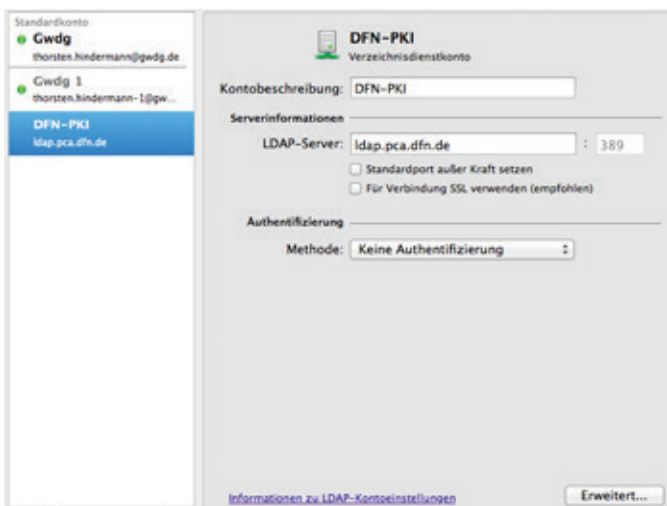 Standardkonto
Gwdg
thorsten.hindermann@gwdg.de
Gwdg 1
thorsten.hindermann-1@gw...
DFN-PKI
ldap.pca.dfn.de
DFN-PKI
Verzeichnisdienstkonto
Kontobeschreibung: DFN-PKI
Serverinformationen
LDAP-Server: ldap.pca.dfn.de : 389
Standardport außer Kraft setzen
Für Verbindung SSL verwenden (empfohlen)
Authentifizierung
Methode: Keine Authentifizierung
Informationen zu LDAP-Kontoeinstellungen
Erweitert...